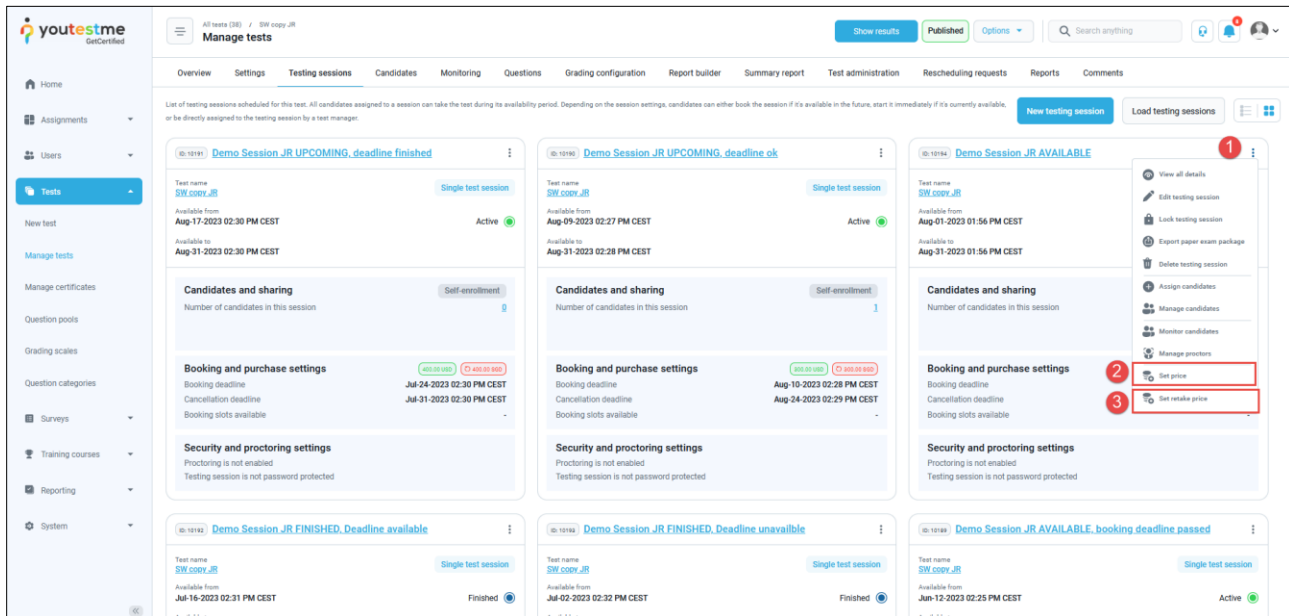 youtestme
GetCertified
All tests (38) / SW copy JR
Manage tests
Show results
Published
Options
Search anything
Home
Assignments
Users
Tests
New test
Manage tests
Manage certificates
Question pools
Grading scales
Question categories
Surveys
Training courses
Reporting
System
Overview Settings Testing sessions Candidates Monitoring Questions Grading configuration Report builder Summary report Test administration Rescheduling requests Reports Comments
List of testing sessions scheduled for this test. All candidates assigned to a session can take the test during its availability period. Depending on the session settings, candidates can either book the session if it's available in the future, start it immediately if it's currently available,
or be directly assigned to the testing session by a test manager.
New testing session
Load testing sessions
ID: 10191 Demo Session JR UPCOMING, deadline finished
Test name
SW copy JR
Single test session
Available from
Aug-17-2023 02:30 PM CEST
Active
Available to
Aug-31-2023 02:30 PM CEST
Candidates and sharing
Self-enrollment
Number of candidates in this session 0
Booking and purchase settings
400.00 USD
Booking deadline Jul-24-2023 02:30 PM CEST
Cancellation deadline Jul-31-2023 02:30 PM CEST
Booking slots available -
Security and proctoring settings
Proctoring is not enabled
Testing session is not password protected
ID: 10190 Demo Session JR UPCOMING, deadline ok
Test name
SW copy JR
Single test session
Available from
Aug-09-2023 02:27 PM CEST
Active
Available to
Aug-31-2023 02:28 PM CEST
Candidates and sharing
Self-enrollment
Number of candidates in this session 1
Booking and purchase settings
Booking deadline Aug-10-2023 02:28 PM CEST
Cancellation deadline Aug-24-2023 02:29 PM CEST
Booking slots available -
Security and proctoring settings
Proctoring is not enabled
Testing session is not password protected
ID: 10194 Demo Session JR AVAILABLE
1
Test name
SW copy JR
Available from
Aug-01-2023 01:56 PM CEST
Available to
Aug-31-2023 01:56 PM CEST
Candidates and sharing
Number of candidates in this session
Booking and purchase settings
Booking deadline
Cancellation deadline
Booking slots available -
Security and proctoring settings
Proctoring is not enabled
Testing session is not password protected
View all details
Edit testing session
Lock testing session
Export paper exam package
Delete testing session
Assign candidates
Manage candidates
Monitor candidates
Manage proctors
2 Set price
3 Set retake price
ID: 10192 Demo Session JR FINISHED, Deadline available
Test name
SW copy JR
Single test session
Available from
Jul-16-2023 02:31 PM CEST
Finished
ID: 10193 Demo Session JR FINISHED, Deadline unavailble
Test name
SW copy JR
Single test session
Available from
Jul-02-2023 02:32 PM CEST
Finished
ID: 10189 Demo Session JR AVAILABLE, booking deadline passed
Test name
SW copy JR
Single test session
Available from
Jun-12-2023 02:25 PM CEST
Active